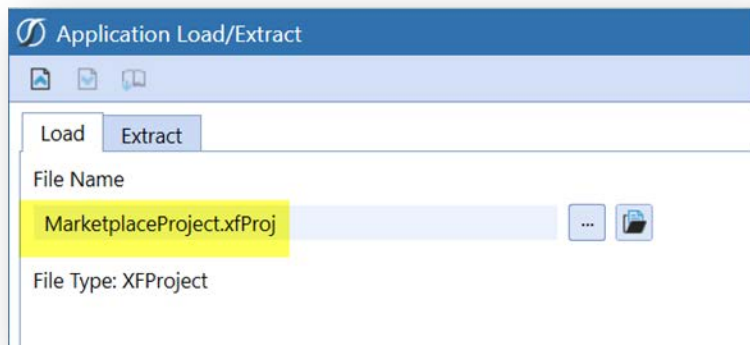 Application Load/Extract
Load Extract
File Name
MarketplaceProject.xfProj ...
File Type: XFProject